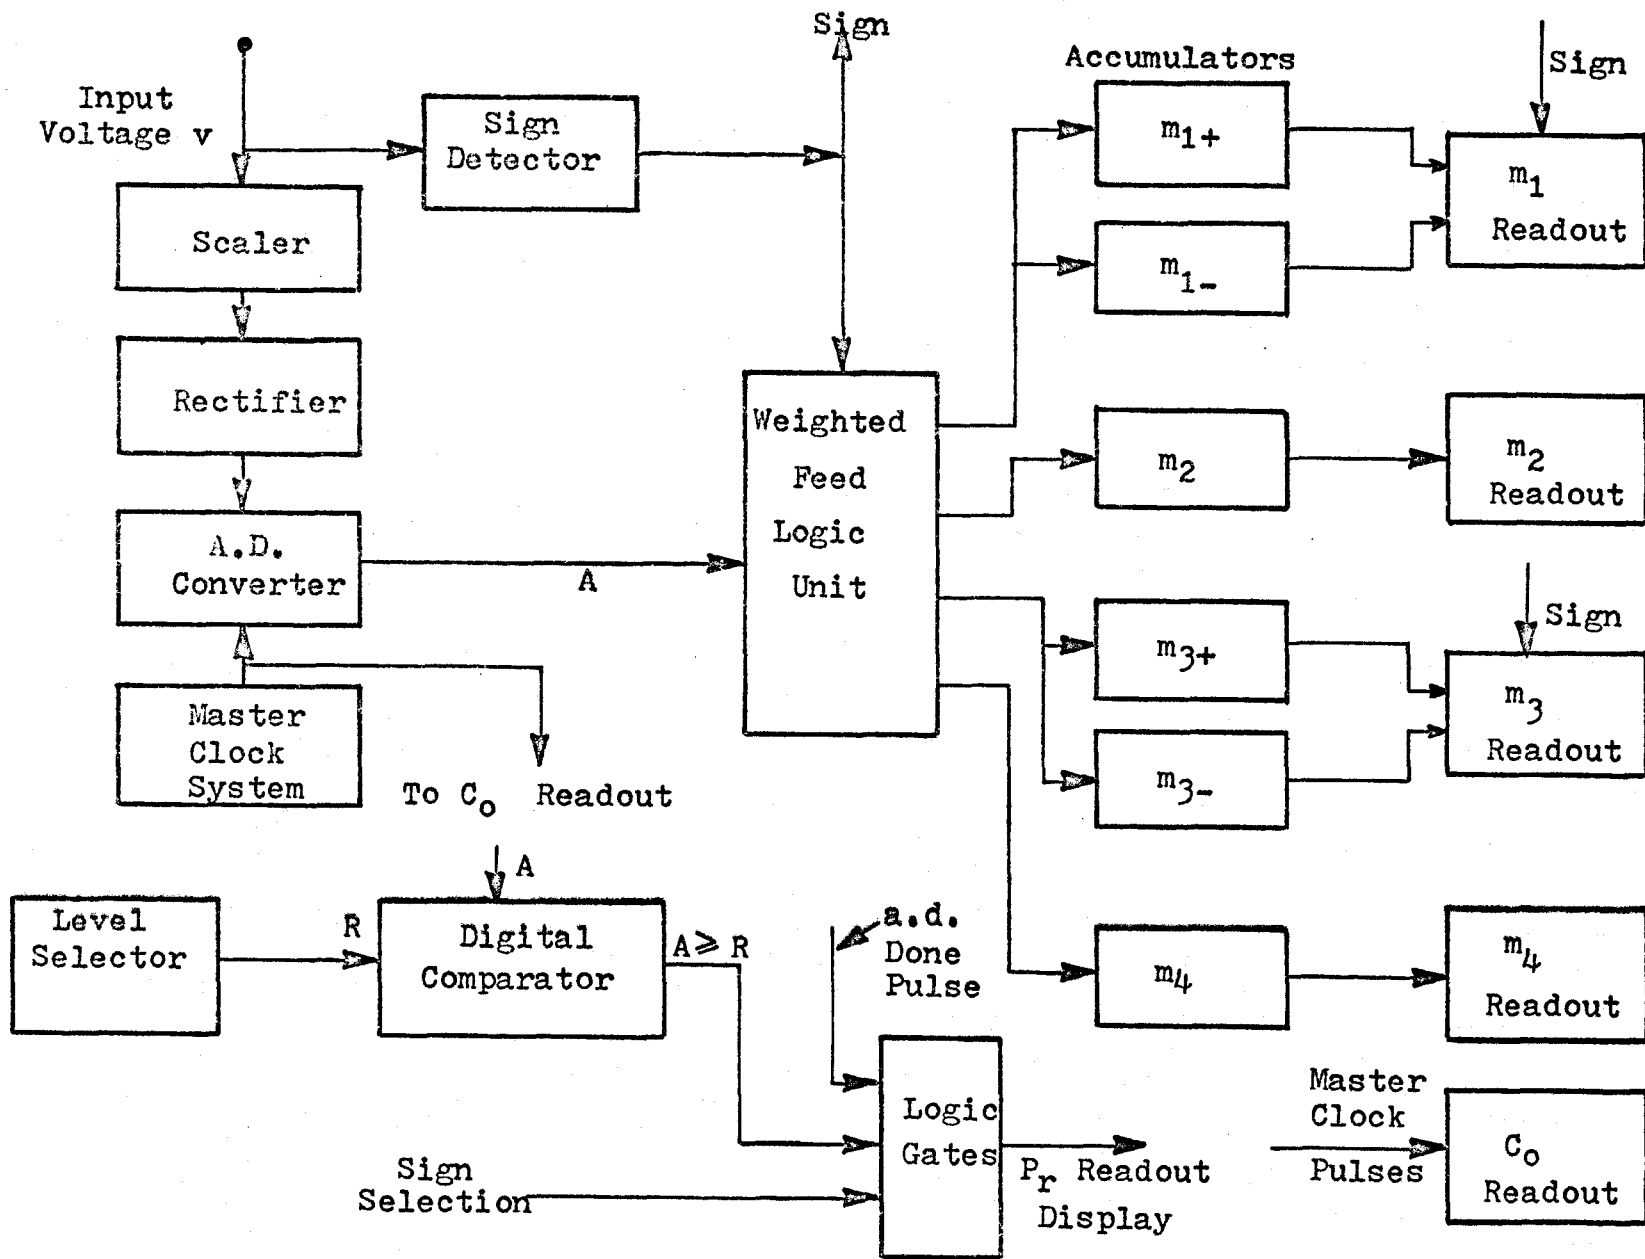 Sign
Accumulators
Sign
Input
Voltage v
Sign
Detector
m1+
m1
Readout
Scaler
m1-
Rectifier
Weighted
Feed
Logic
Unit
m2
m2
Readout
A.D.
Converter
A
Sign
m3+
m3
Readout
Master
Clock
System
To Co Readout
m3-
A
Level
Selector
R
Digital
Comparator
A ⩾ R
a.d.
Done
Pulse
m4
m4
Readout
Logic
Gates
Sign
Selection
Pr Readout
Display
Master
Clock
Pulses
Co
Readout